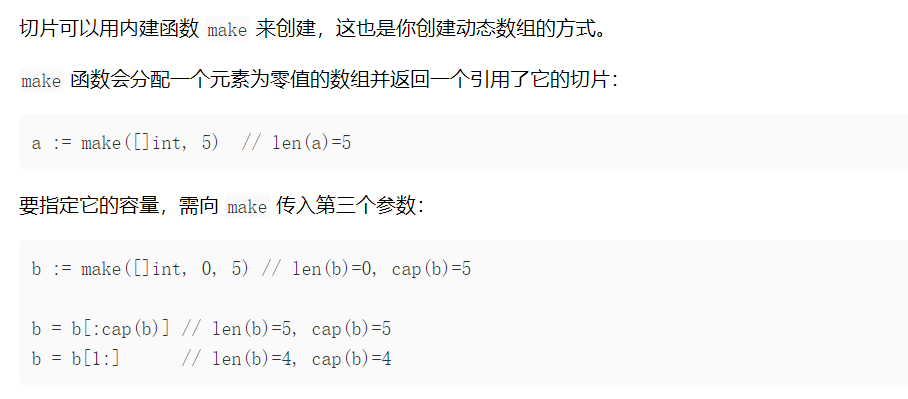 切片可以用内建函数 make 来创建，这也是你创建动态数组的方式。
make 函数会分配一个元素为零值的数组并返回一个引用了它的切片：
a := make([]int, 5)  // len(a)=5
要指定它的容量，需向 make 传入第三个参数：
b := make([]int, 0, 5) // len(b)=0, cap(b)=5
b = b[:cap(b)] // len(b)=5, cap(b)=5
b = b[1:]      // len(b)=4, cap(b)=4